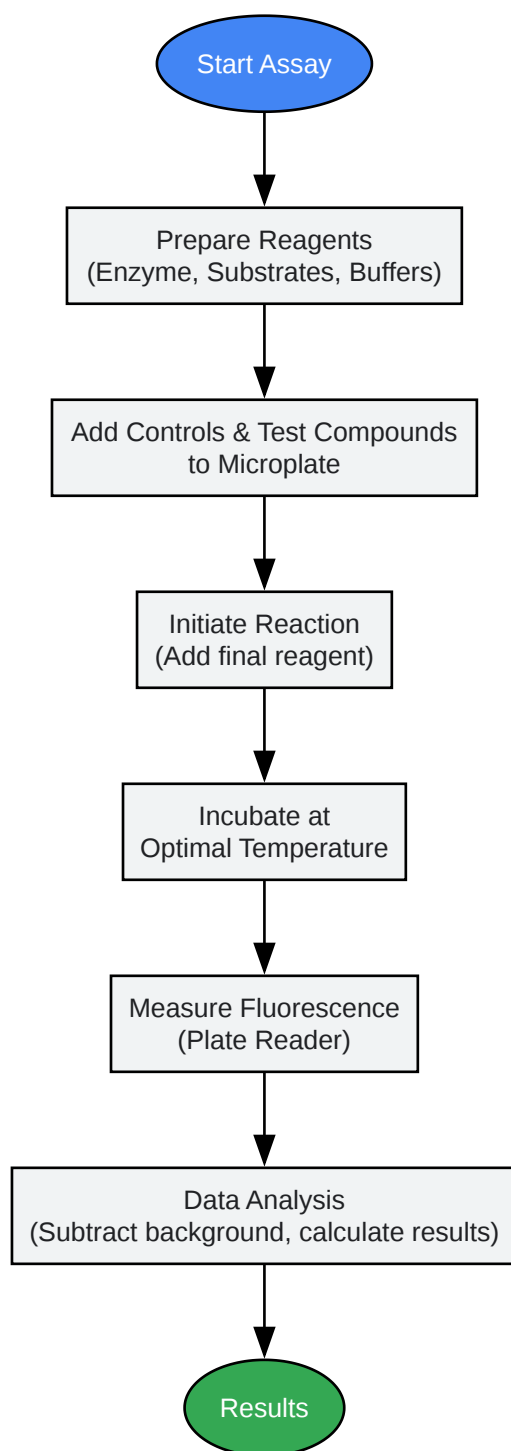 Start Assay
Prepare Reagents
(Enzyme, Substrates, Buffers)
Add Controls & Test Compounds
to Microplate
Initiate Reaction
(Add final reagent)
Incubate at
Optimal Temperature
Measure Fluorescence
(Plate Reader)
Data Analysis
(Subtract background, calculate results)
Results